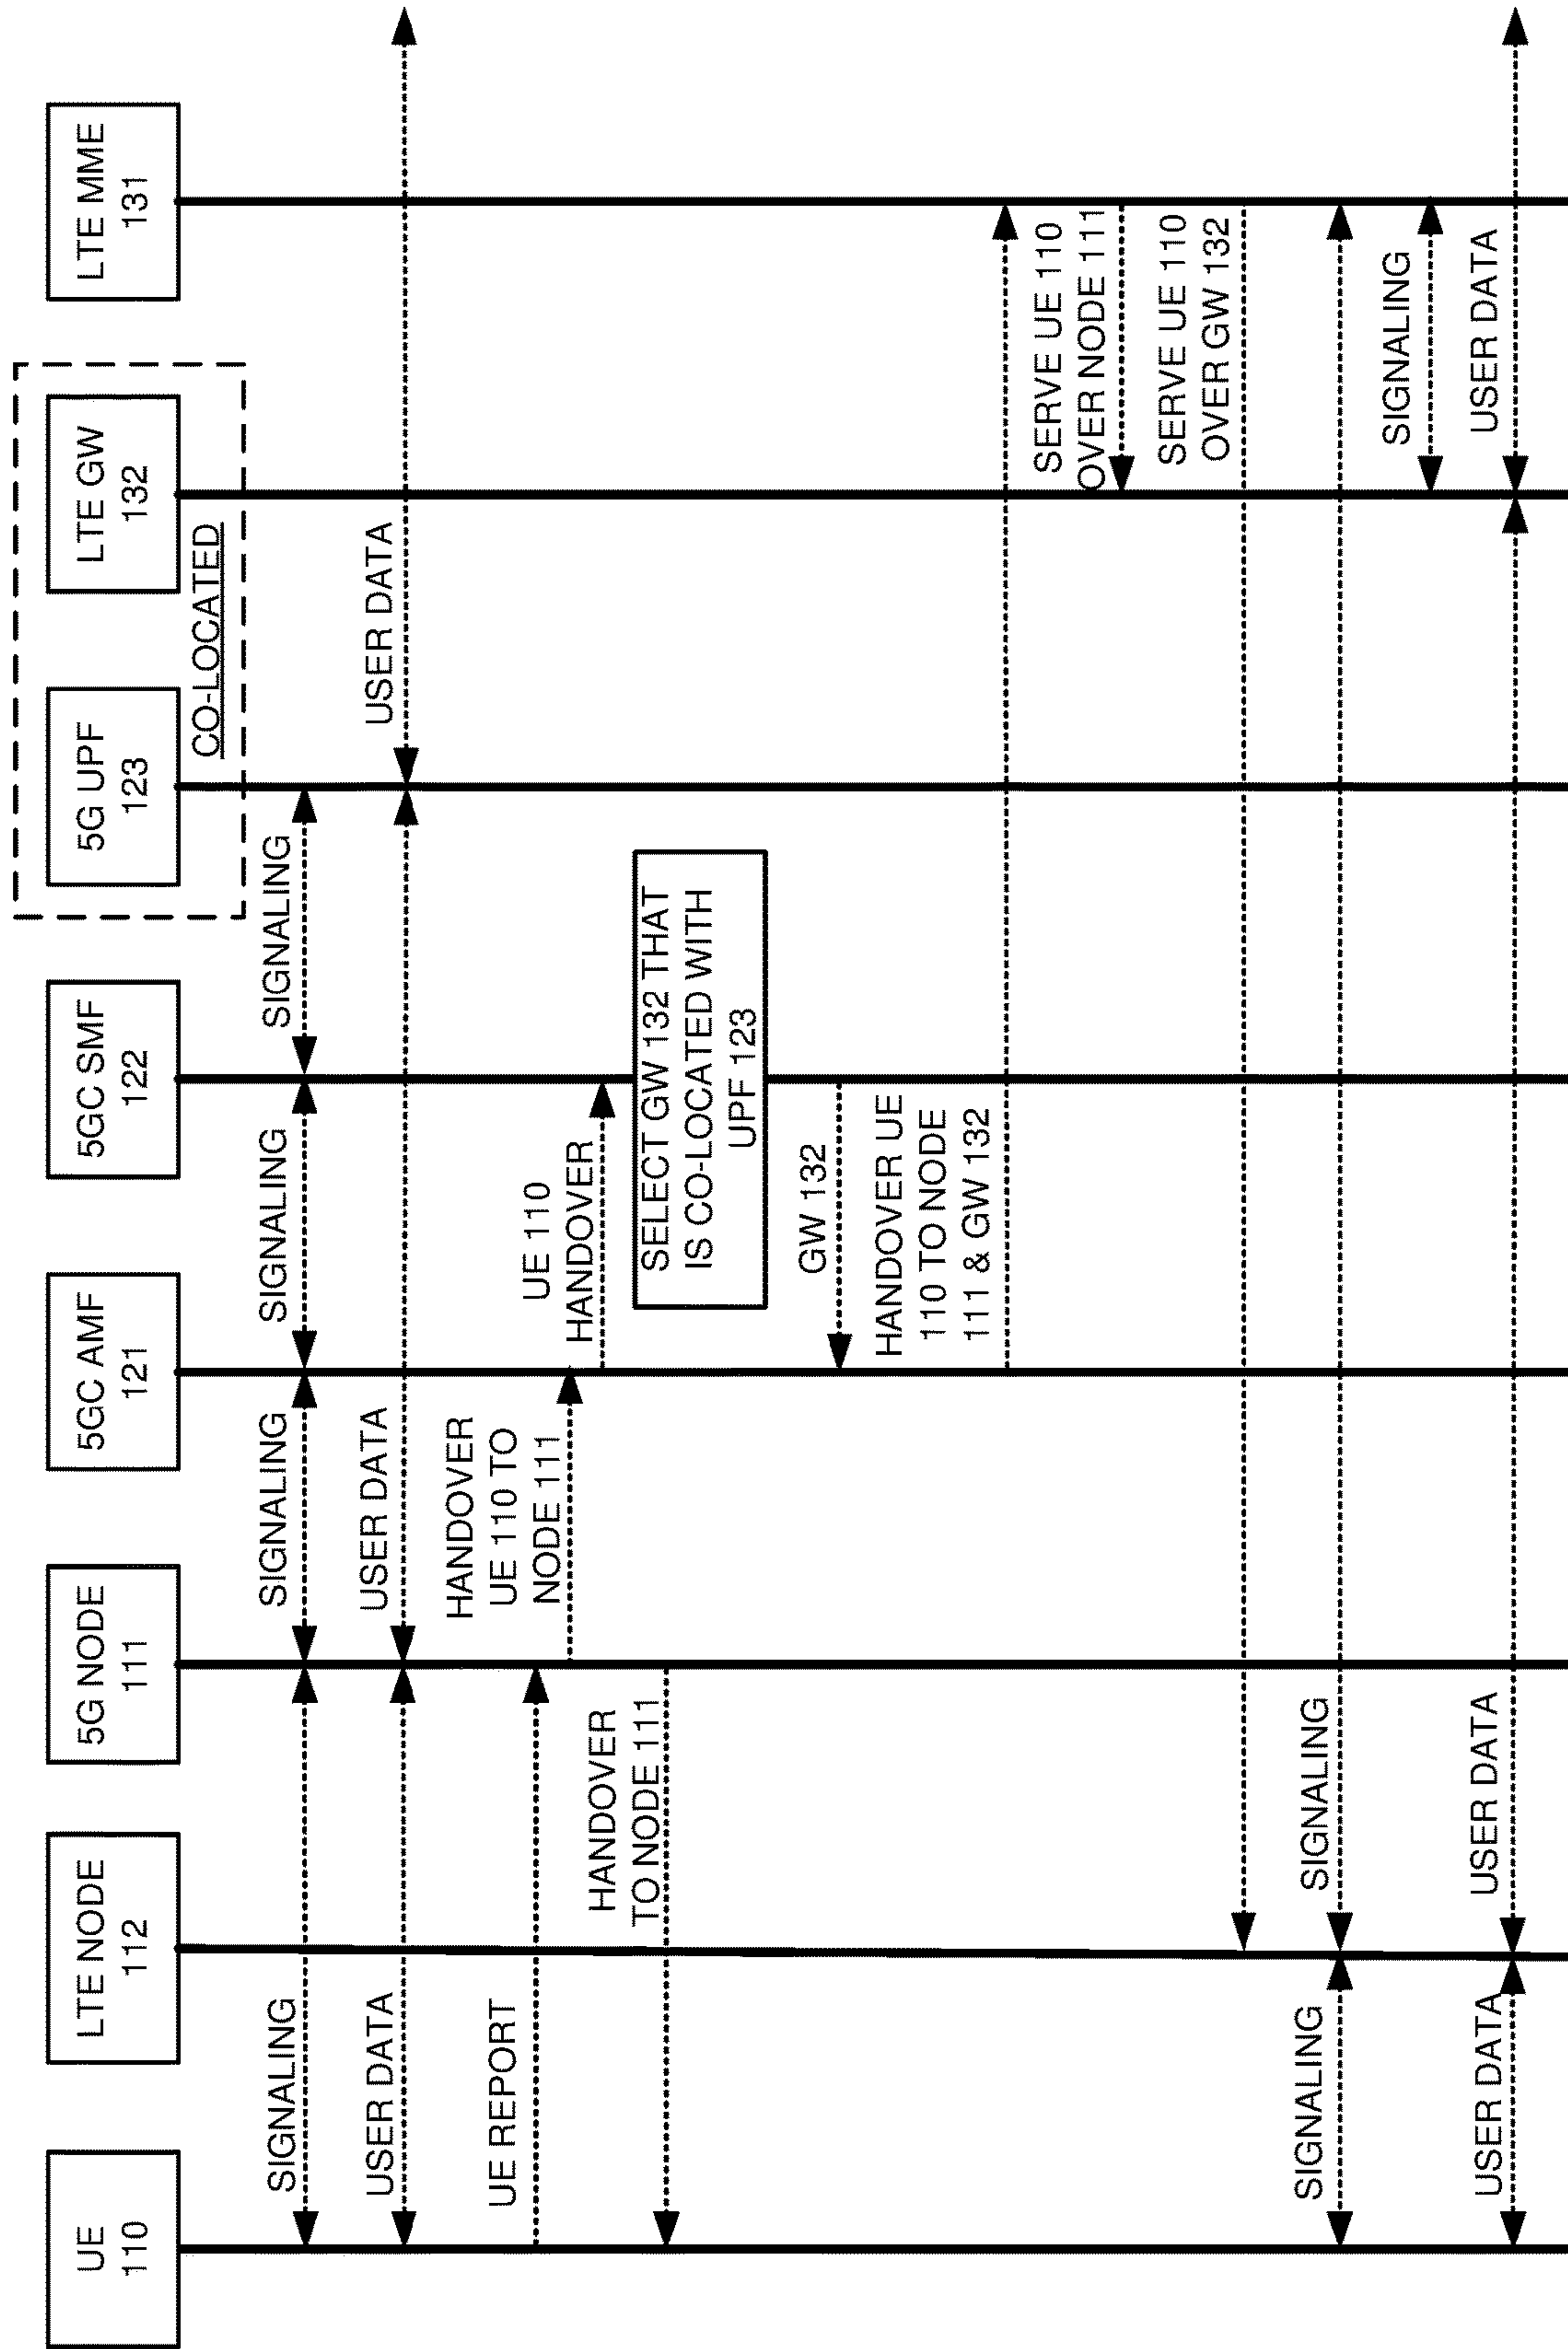 UE
110
LTE NODE
112
5G NODE
111
5GC AMF
121
5GC SMF
122
5G UPF
123
LTE GW
132
LTE MME
131
CO-LOCATED
SIGNALING
SIGNALING
SIGNALING
SIGNALING
USER DATA
USER DATA
USER DATA
UE REPORT
HANDOVER
UE 110 TO
NODE 111
UE 110
HANDOVER
HANDOVER
TO NODE 111
SELECT GW 132 THAT
IS CO-LOCATED WITH
UPF 123
GW 132
HANDOVER UE
110 TO NODE
111 & GW 132
SERVE UE 110
OVER NODE 111
SERVE UE 110
OVER GW 132
SIGNALING
SIGNALING
SIGNALING
USER DATA
USER DATA
USER DATA